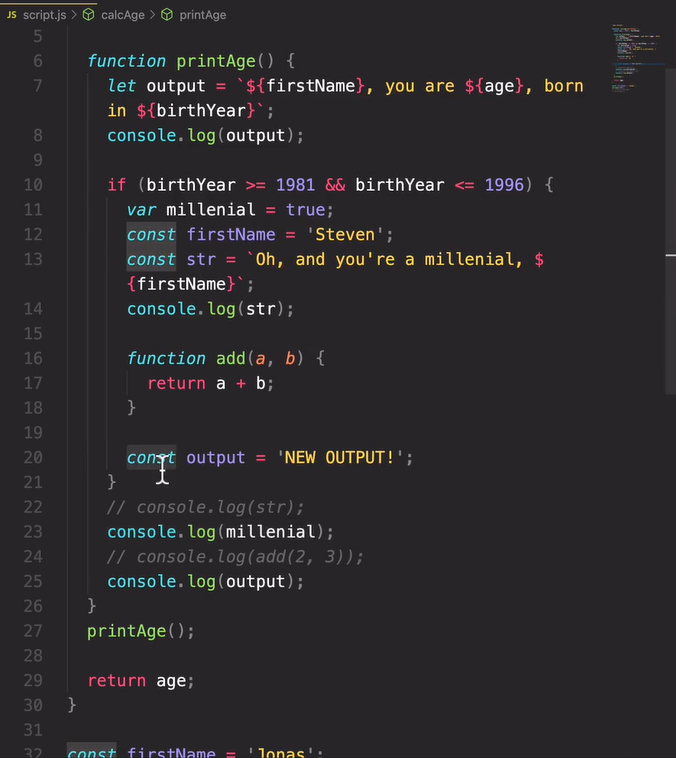 JS script.js > calcAge > printAge
5
6 function printAge() {
7 let output = `${firstName}, you are ${age}, born
in ${birthYear}`;
8 console.log(output);
9
10 if (birthYear >= 1981 && birthYear <= 1996) {
11 var millenial = true;
12 const firstName = 'Steven';
13 const str = `Oh, and you're a millenial, $
{firstName}`;
14 console.log(str);
15
16 function add(a, b) {
17 return a + b;
18 }
19
20 const output = 'NEW OUTPUT!';
21 }
22 // console.log(str);
23 console.log(millenial);
24 // console.log(add(2, 3));
25 console.log(output);
26 }
27 printAge();
28
29 return age;
30 }
31
32 const firstName = 'Jonas';